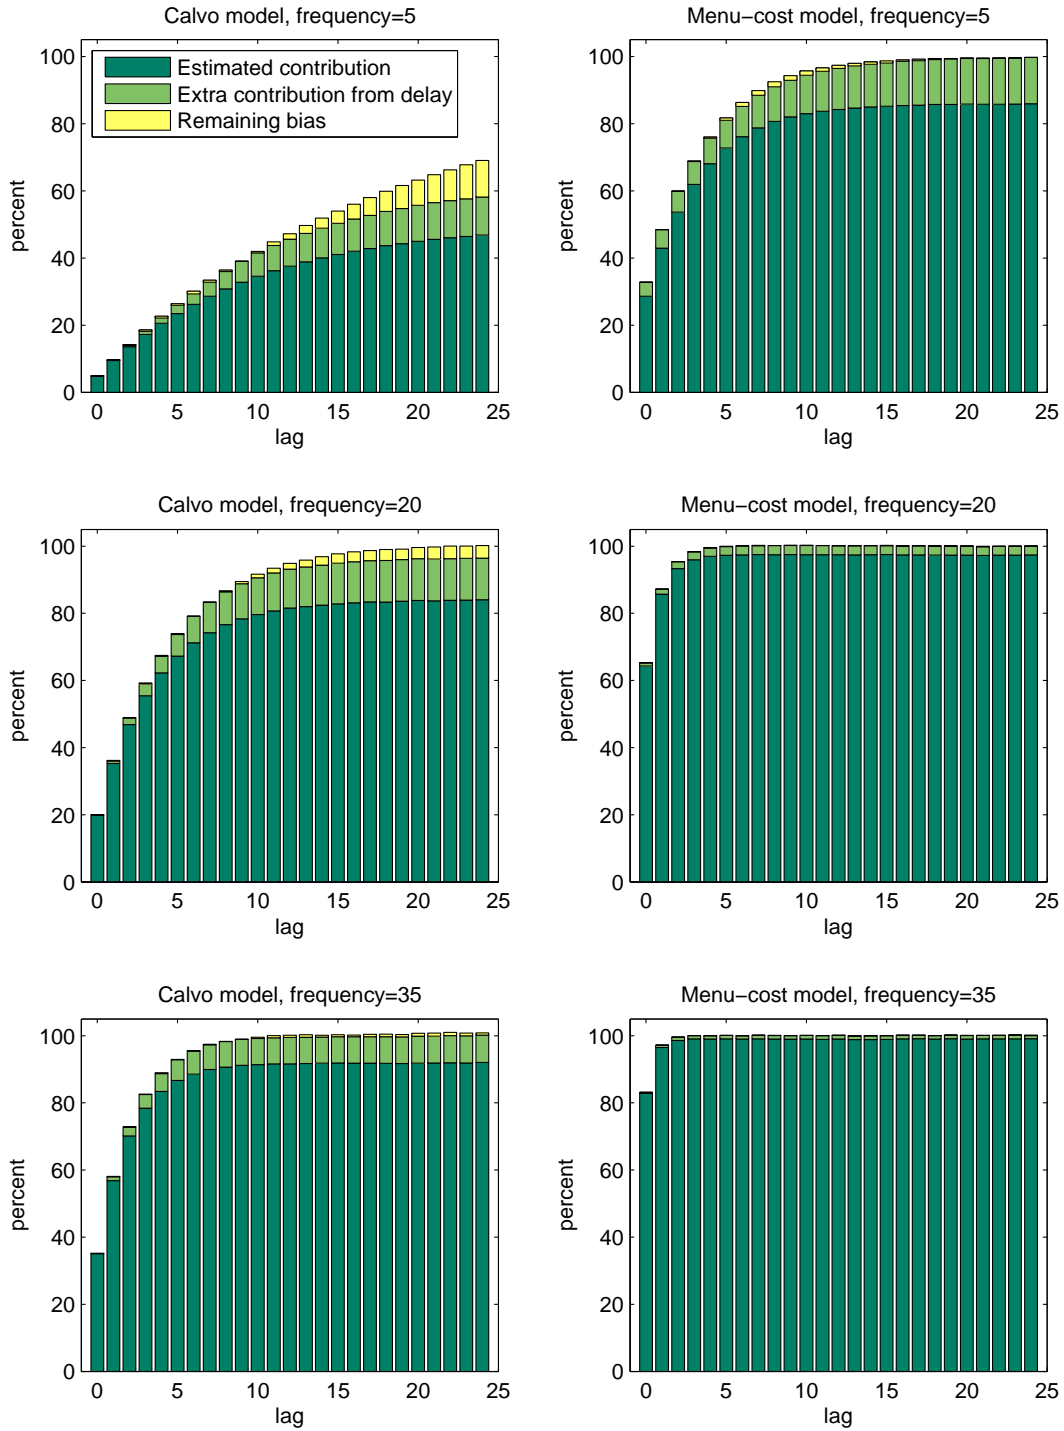 Calvo model, frequency=5
100
80
60
40
20
0
percent
Estimated contribution
Extra contribution from delay
Remaining bias
0 5 10 15 20 25
lag
Menu−cost model, frequency=5
100
80
60
40
20
0
percent
0 5 10 15 20 25
lag
Calvo model, frequency=20
100
80
60
40
20
0
percent
0 5 10 15 20 25
lag
Menu−cost model, frequency=20
100
80
60
40
20
0
percent
0 5 10 15 20 25
lag
Calvo model, frequency=35
100
80
60
40
20
0
percent
0 5 10 15 20 25
lag
Menu−cost model, frequency=35
100
80
60
40
20
0
percent
0 5 10 15 20 25
lag